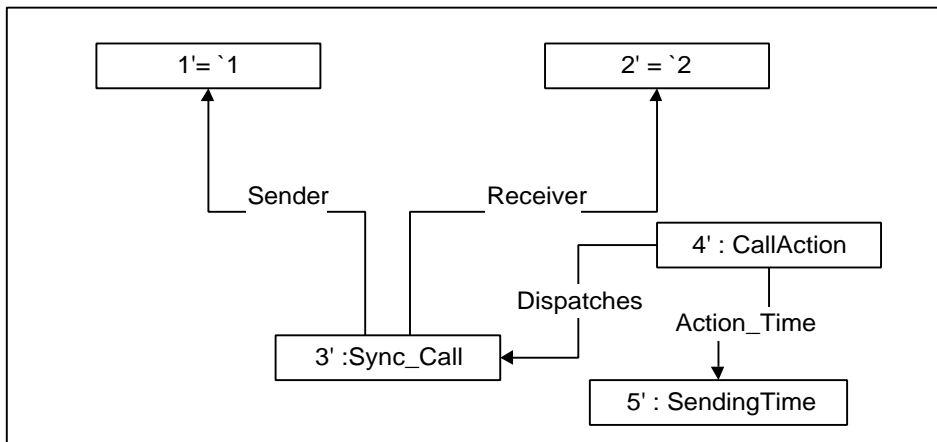 1'= `1
2' = `2
Sender
Receiver
4' : CallAction
Dispatches
Action_Time
3' :Sync_Call
5' : SendingTime